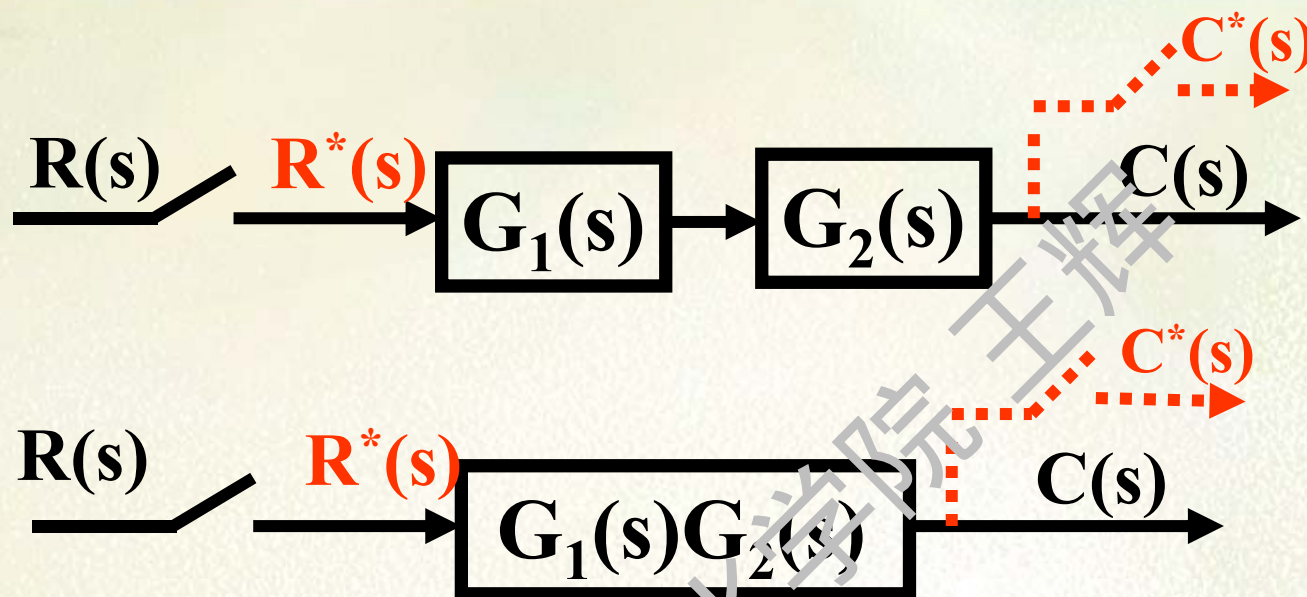 C*(s)
R(s) R*(s) G₁(s) G₂(s) C(s)
C*(s)
R(s) R*(s) G₁(s)G₂(s) C(s)
学院 王辉